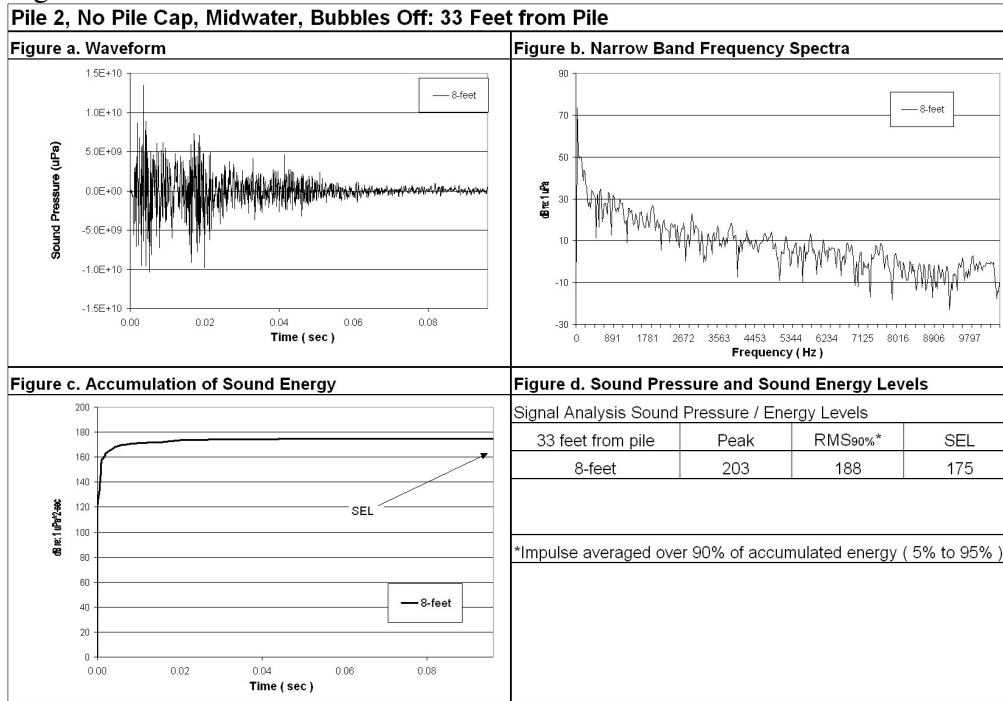 Pile 2, No Pile Cap, Midwater, Bubbles Off: 33 Feet from Pile
Figure a. Waveform
1.5E+10
1.0E+10
5.0E+09
0.0E+00
-5.0E+09
-1.0E+10
-1.5E+10
Sound Pressure (uPa)
8-feet
0.00 0.02 0.04 0.06 0.08
Time ( sec )
Figure b. Narrow Band Frequency Spectra
90
70
50
30
10
-10
-30
dB re: 1 uPa
8-feet
0 891 1781 2672 3563 4453 5344 6234 7125 8016 8906 9797
Frequency ( Hz )
Figure c. Accumulation of Sound Energy
200
180
160
140
120
100
80
60
40
20
0
dB re: 1 uPa^2-sec
SEL
8-feet
0.00 0.02 0.04 0.06 0.08
Time ( sec )
Figure d. Sound Pressure and Sound Energy Levels
Signal Analysis Sound Pressure / Energy Levels
33 feet from pile Peak RMS90%* SEL
8-feet 203 188 175
*Impulse averaged over 90% of accumulated energy ( 5% to 95% )